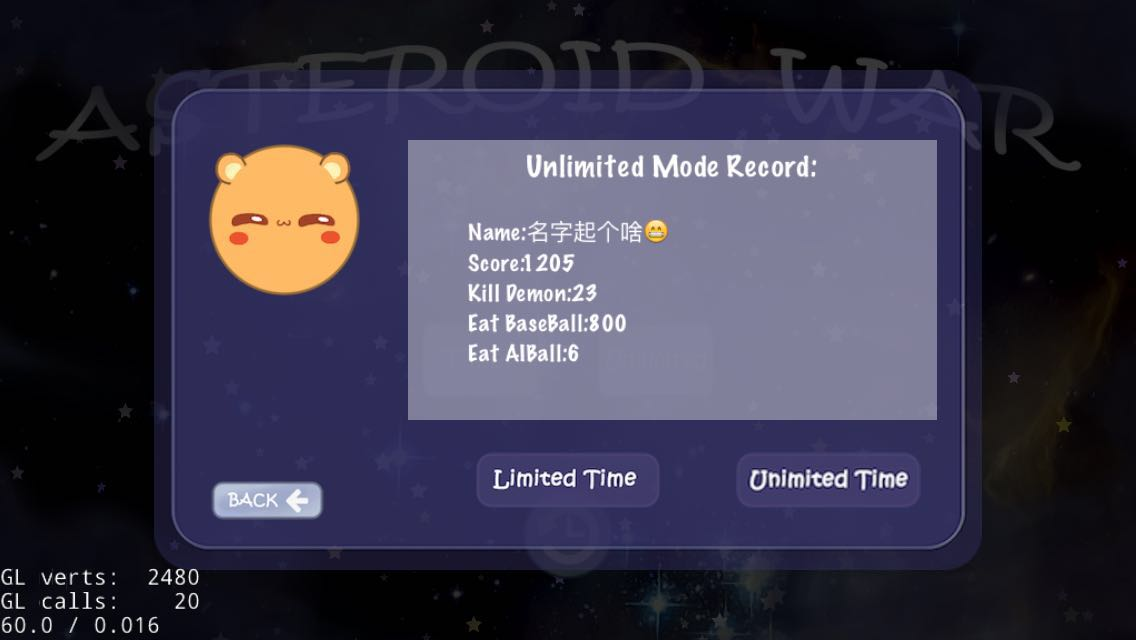 ASTEROID WAR
Unlimited Mode Record:
Name:名字起个啥😁
Score:1205
Kill Demon:23
Eat BaseBall:800
Eat AIBall:6
Limited Time
Unimited Time
BACK
GL verts: 2480
GL calls: 20
60.0 / 0.016